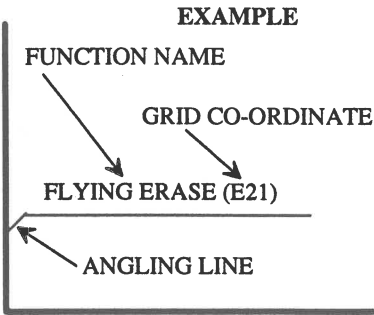 EXAMPLE
FUNCTION NAME
GRID CO-ORDINATE
FLYING ERASE (E21)
ANGLING LINE